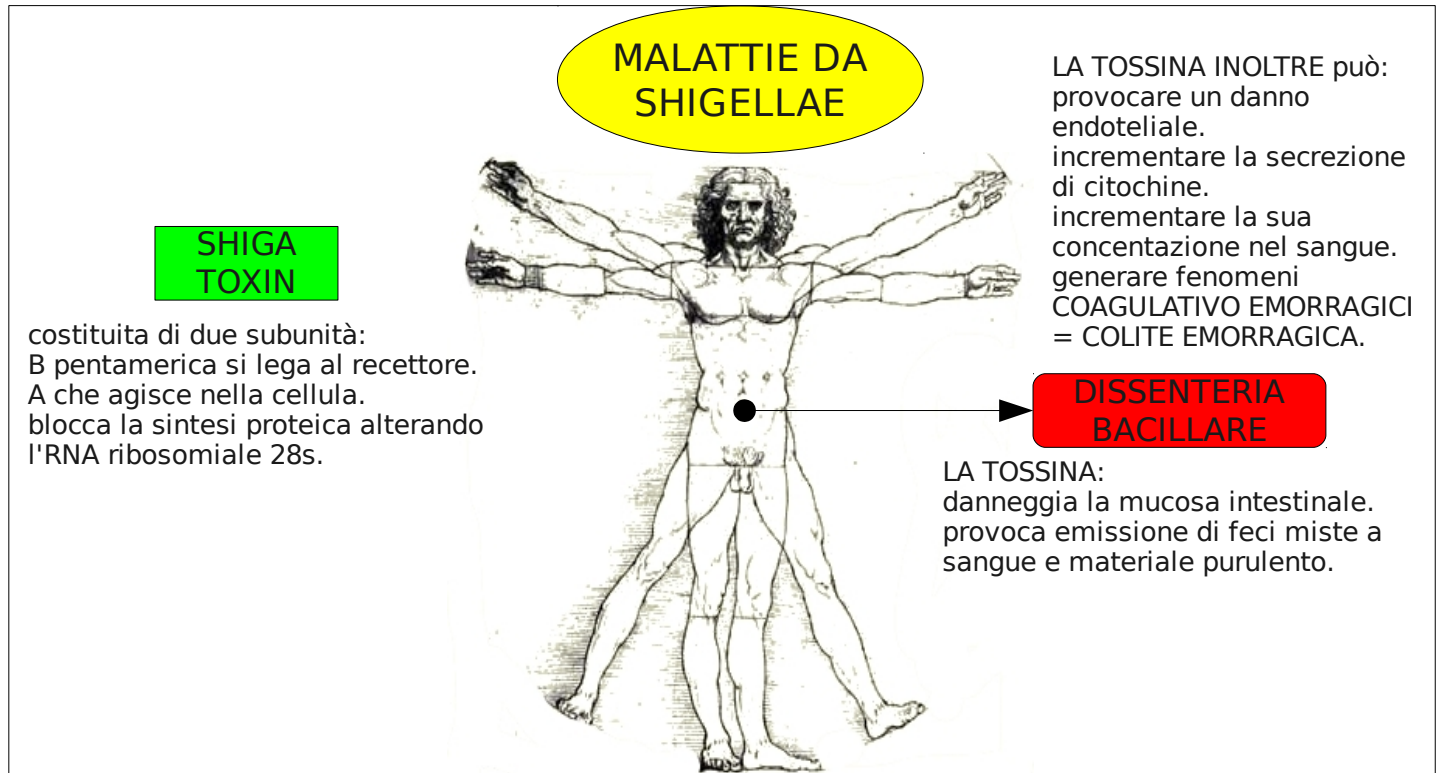 MALATTIE DA
SHIGELLAE
SHIGA
TOXIN
costituita di due subunità:
B pentamerica si lega al recettore.
A che agisce nella cellula.
blocca la sintesi proteica alterando
l'RNA ribosomiale 28s.
LA TOSSINA INOLTRE può:
provocare un danno
endoteliale.
incrementare la secrezione
di citochine.
incrementare la sua
concentazione nel sangue.
generare fenomeni
COAGULATIVO EMORRAGICI
= COLITE EMORRAGICA.
DISSENTERIA
BACILLARE
LA TOSSINA:
danneggia la mucosa intestinale.
provoca emissione di feci miste a
sangue e materiale purulento.